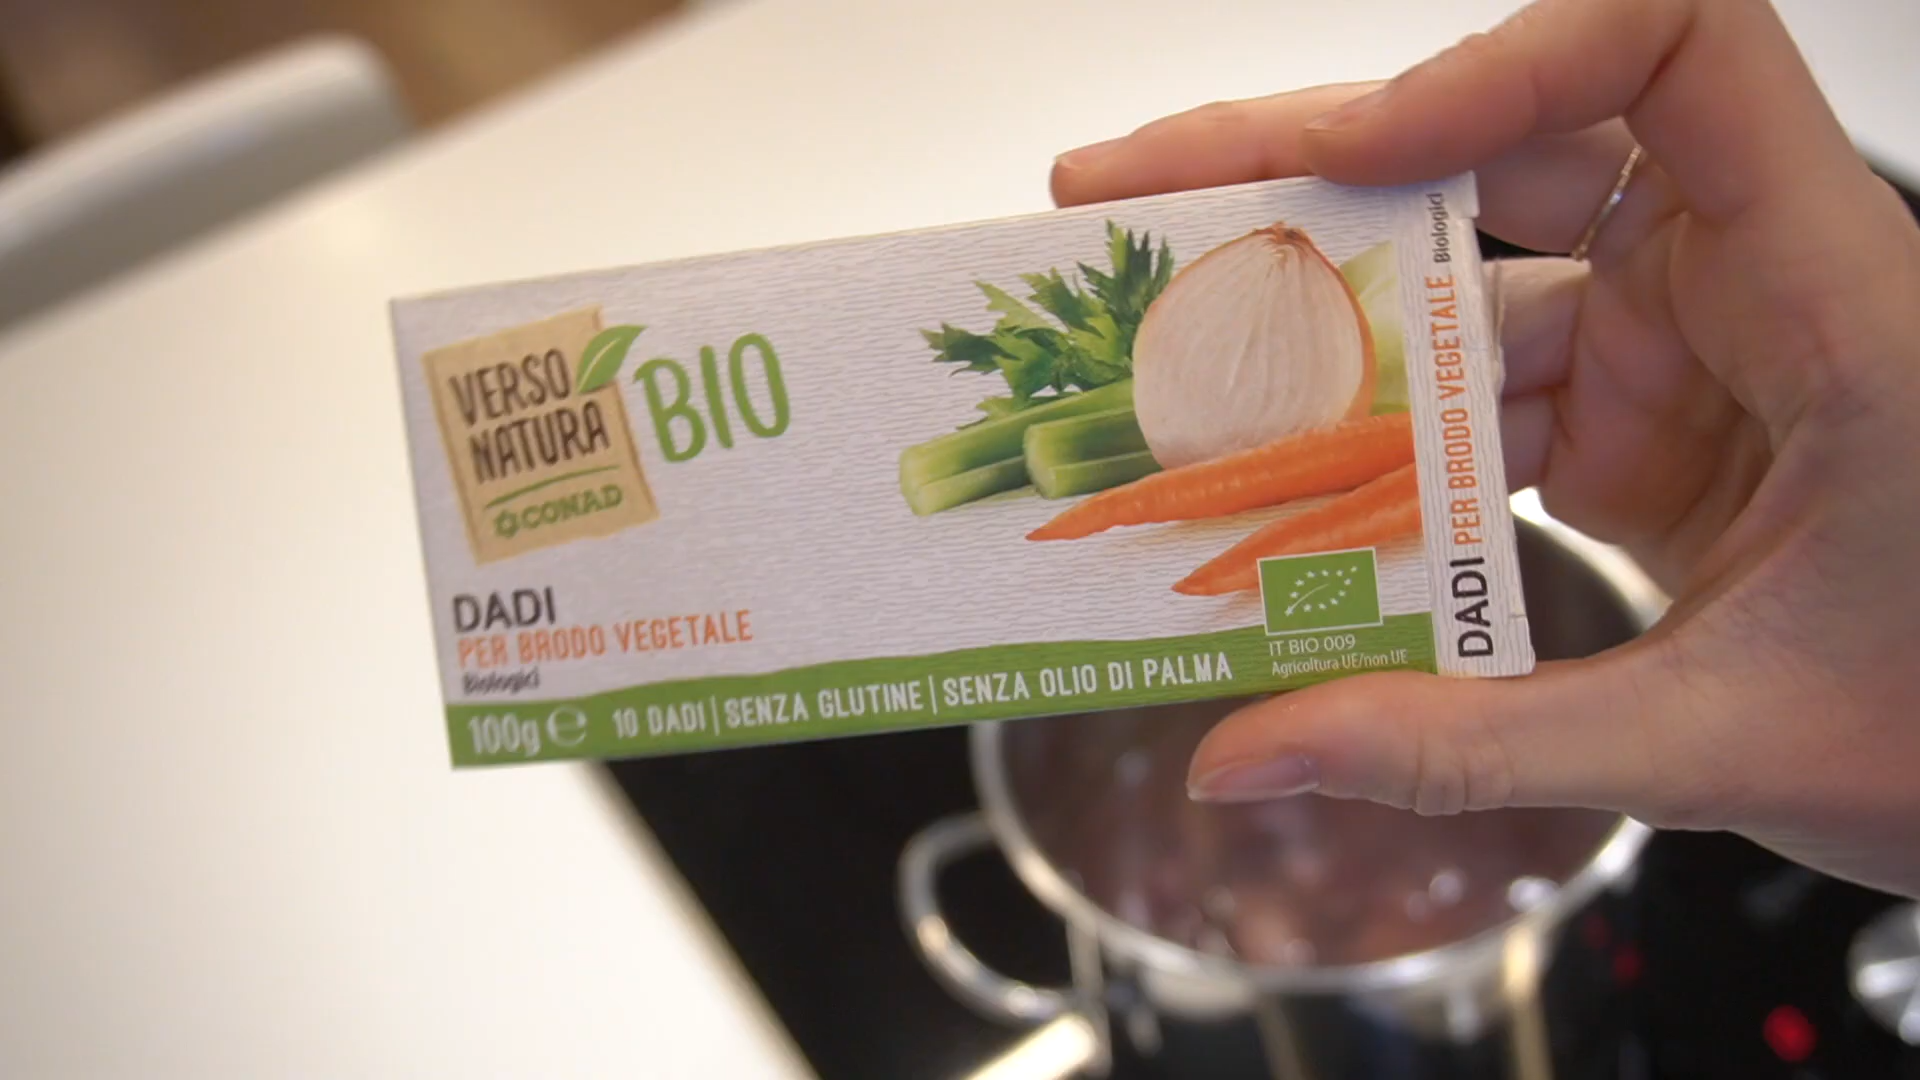 VERSO
NATURA
CONAD
BIO
DADI
PER BRODO VEGETALE
Biologici
100g e 10 DADI | SENZA GLUTINE | SENZA OLIO DI PALMA
IT BIO 009
Agricoltura UE/non UE
DADI PER BRODO VEGETALE Biologici